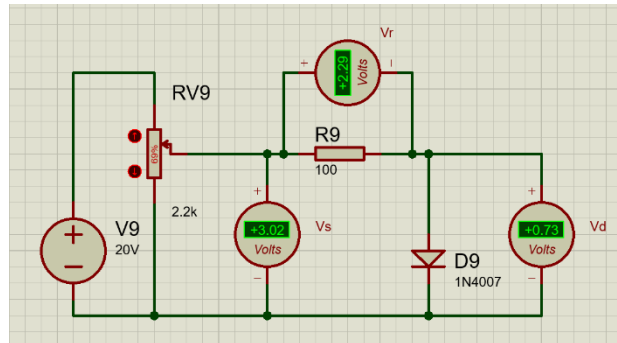 Vr
+ +2.29 Volts −
RV9
69%
2.2k
R9
100
V9
20V
+
−
+
+3.02
Volts
−
Vs
D9
1N4007
+
+0.73
Volts
−
Vd